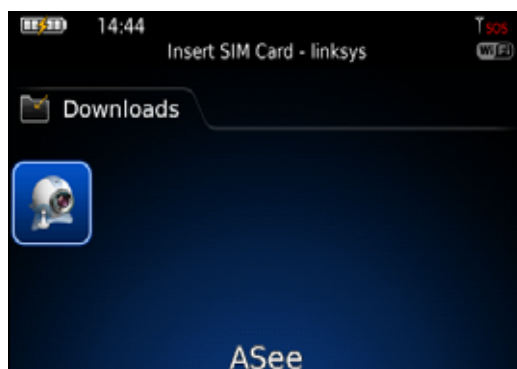 14:44
SOS
Insert SIM Card - linksys
WiFi
Downloads
ASee